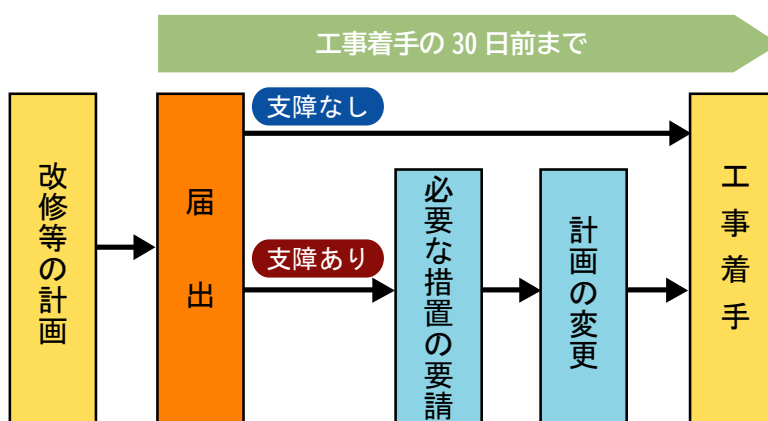 工事着手の30日前まで
改修等の計画
届出
支障なし
支障あり
必要な措置の要請
計画の変更
工事着手